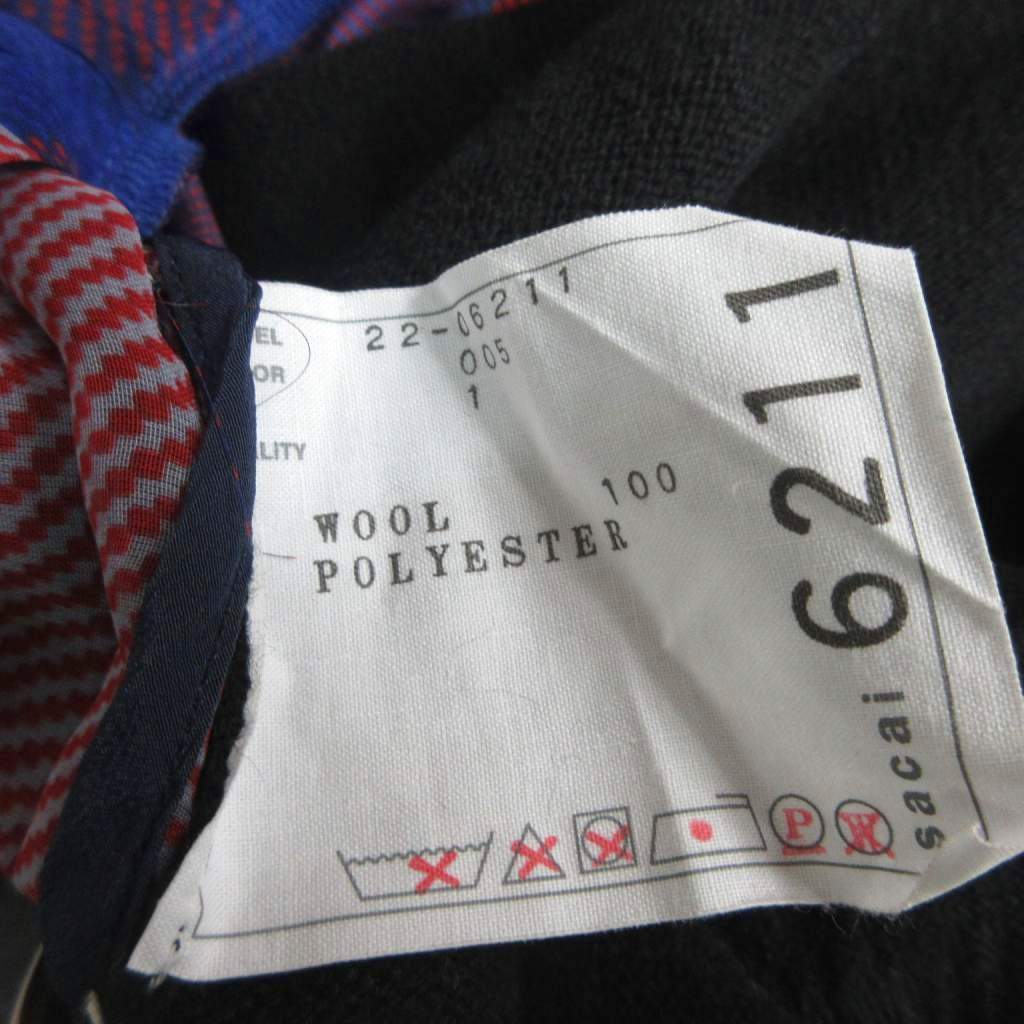 EL 22-06211
OR 005
1
LITY
WOOL 100
POLYESTER
P W
sacai 6211